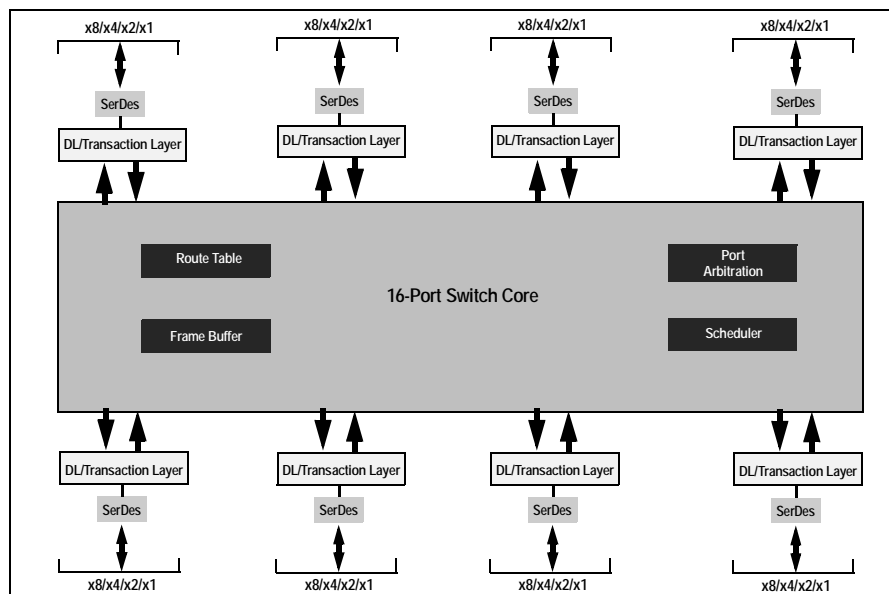 x8/x4/x2/x1
x8/x4/x2/x1
x8/x4/x2/x1
x8/x4/x2/x1
SerDes
SerDes
SerDes
SerDes
DL/Transaction Layer
DL/Transaction Layer
DL/Transaction Layer
DL/Transaction Layer
Route Table
Port
Arbitration
16-Port Switch Core
Frame Buffer
Scheduler
DL/Transaction Layer
DL/Transaction Layer
DL/Transaction Layer
DL/Transaction Layer
SerDes
SerDes
SerDes
SerDes
x8/x4/x2/x1
x8/x4/x2/x1
x8/x4/x2/x1
x8/x4/x2/x1